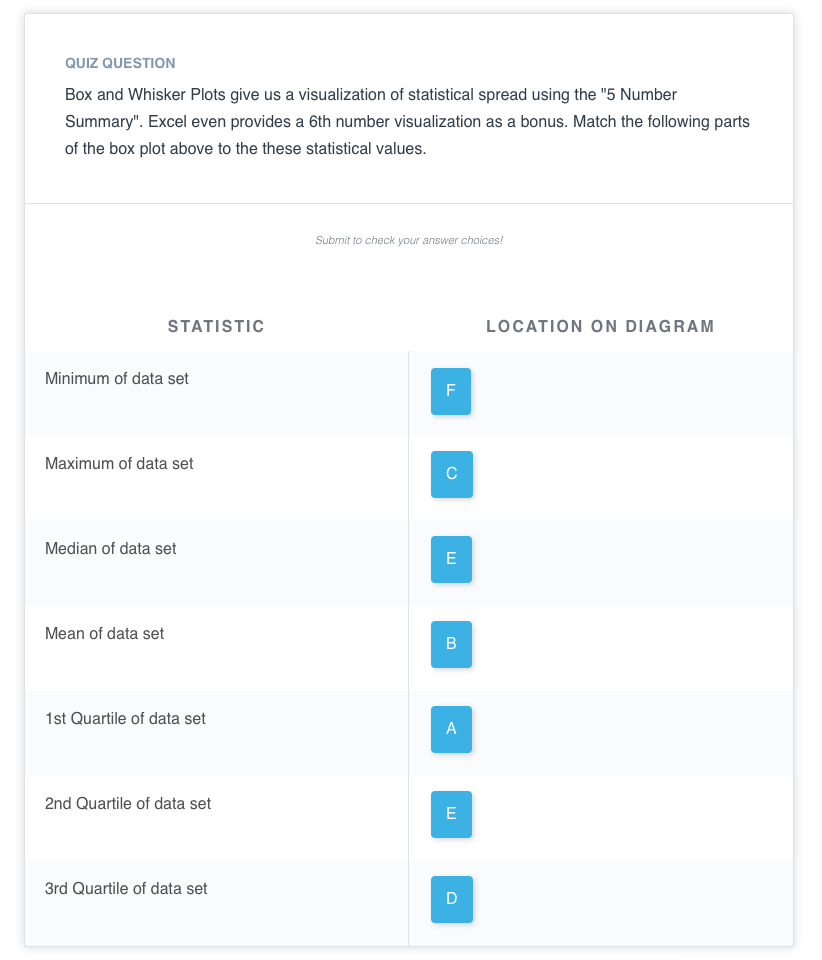 QUIZ QUESTION
Box and Whisker Plots give us a visualization of statistical spread using the "5 Number
Summary". Excel even provides a 6th number visualization as a bonus. Match the following parts
of the box plot above to the these statistical values.
Submit to check your answer choices!
STATISTIC LOCATION ON DIAGRAM
Minimum of data set F
Maximum of data set C
Median of data set E
Mean of data set B
1st Quartile of data set A
2nd Quartile of data set E
3rd Quartile of data set D